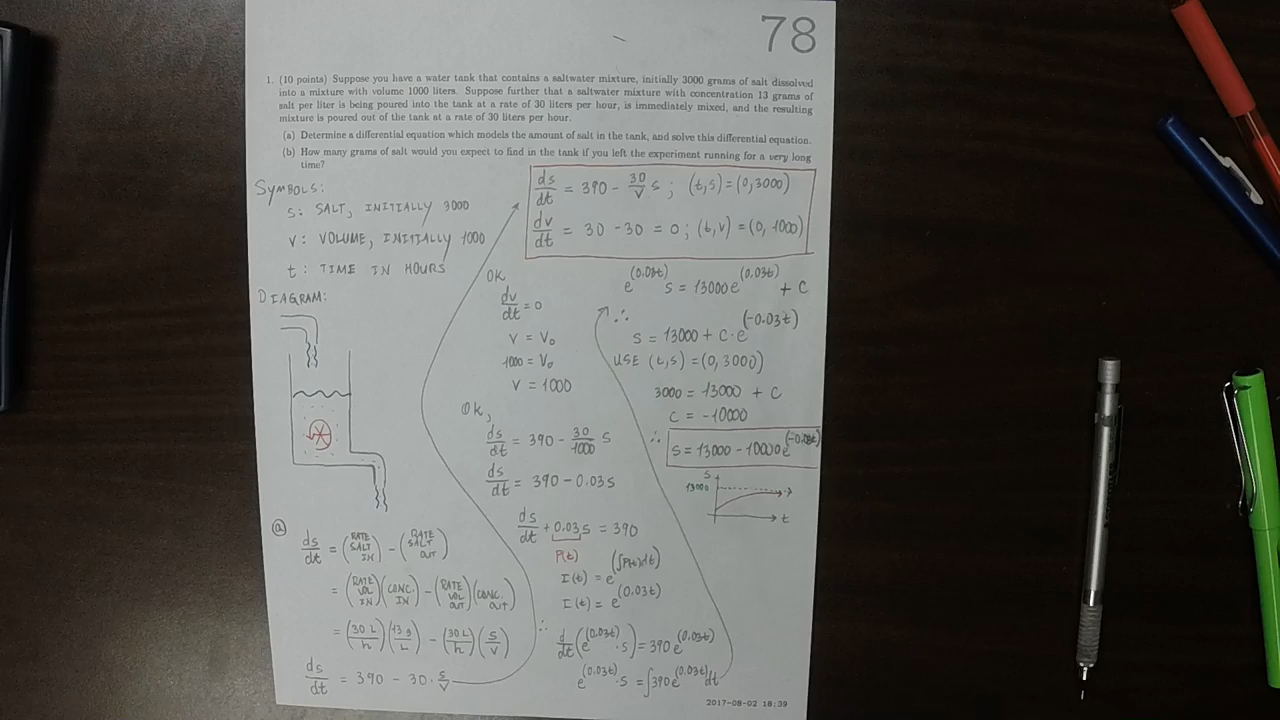 78
1. (10 points) Suppose you have a water tank that contains a saltwater mixture, initially 3000 grams of salt dissolved
into a mixture with volume 1000 liters. Suppose further that a saltwater mixture with concentration 13 grams of
salt per liter is being poured into the tank at a rate of 30 liters per hour, is immediately mixed, and the resulting
mixture is poured out of the tank at a rate of 30 liters per hour.
(a) Determine a differential equation which models the amount of salt in the tank, and solve this differential equation.
(b) How many grams of salt would you expect to find in the tank if you left the experiment running for a very long
time?
SYMBOLS:
S: SALT, INITIALLY 3000
V: VOLUME, INITIALLY 1000
t: TIME IN HOURS
DIAGRAM:
(a)
ds/dt = (RATE SALT IN) - (RATE SALT OUT)
= (RATE VOL IN)(CONC. IN) - (RATE VOL OUT)(CONC. OUT)
= (30 L/h)(13 g/L) - (30 L/h)(S/V)
ds/dt = 390 - 30 · S/V
ds/dt = 390 - 30/V S ; (t,s) = (0,3000)
dv/dt = 30 - 30 = 0 ; (t,v) = (0, 1000)
OK
dv/dt = 0
V = V₀
1000 = V₀
V = 1000
Ok,
ds/dt = 390 - 30/1000 S
ds/dt = 390 - 0.03S
ds/dt + 0.03S = 390
P(t)
I(t) = e^(∫P(t)dt)
I(t) = e^(0.03t)
∴ d/dt(e^(0.03t) · S) = 390 e^(0.03t)
e^(0.03t) · S = ∫390e^(0.03t) dt
e^(0.03t) S = 13000e^(0.03t) + C
∴
S = 13000 + C·e^(-0.03t)
USE (t,s) = (0, 3000)
3000 = 13000 + C
C = -10000
∴ S = 13000 - 10000e^(-0.03t)
S
13000
t
2017-08-02 18:39